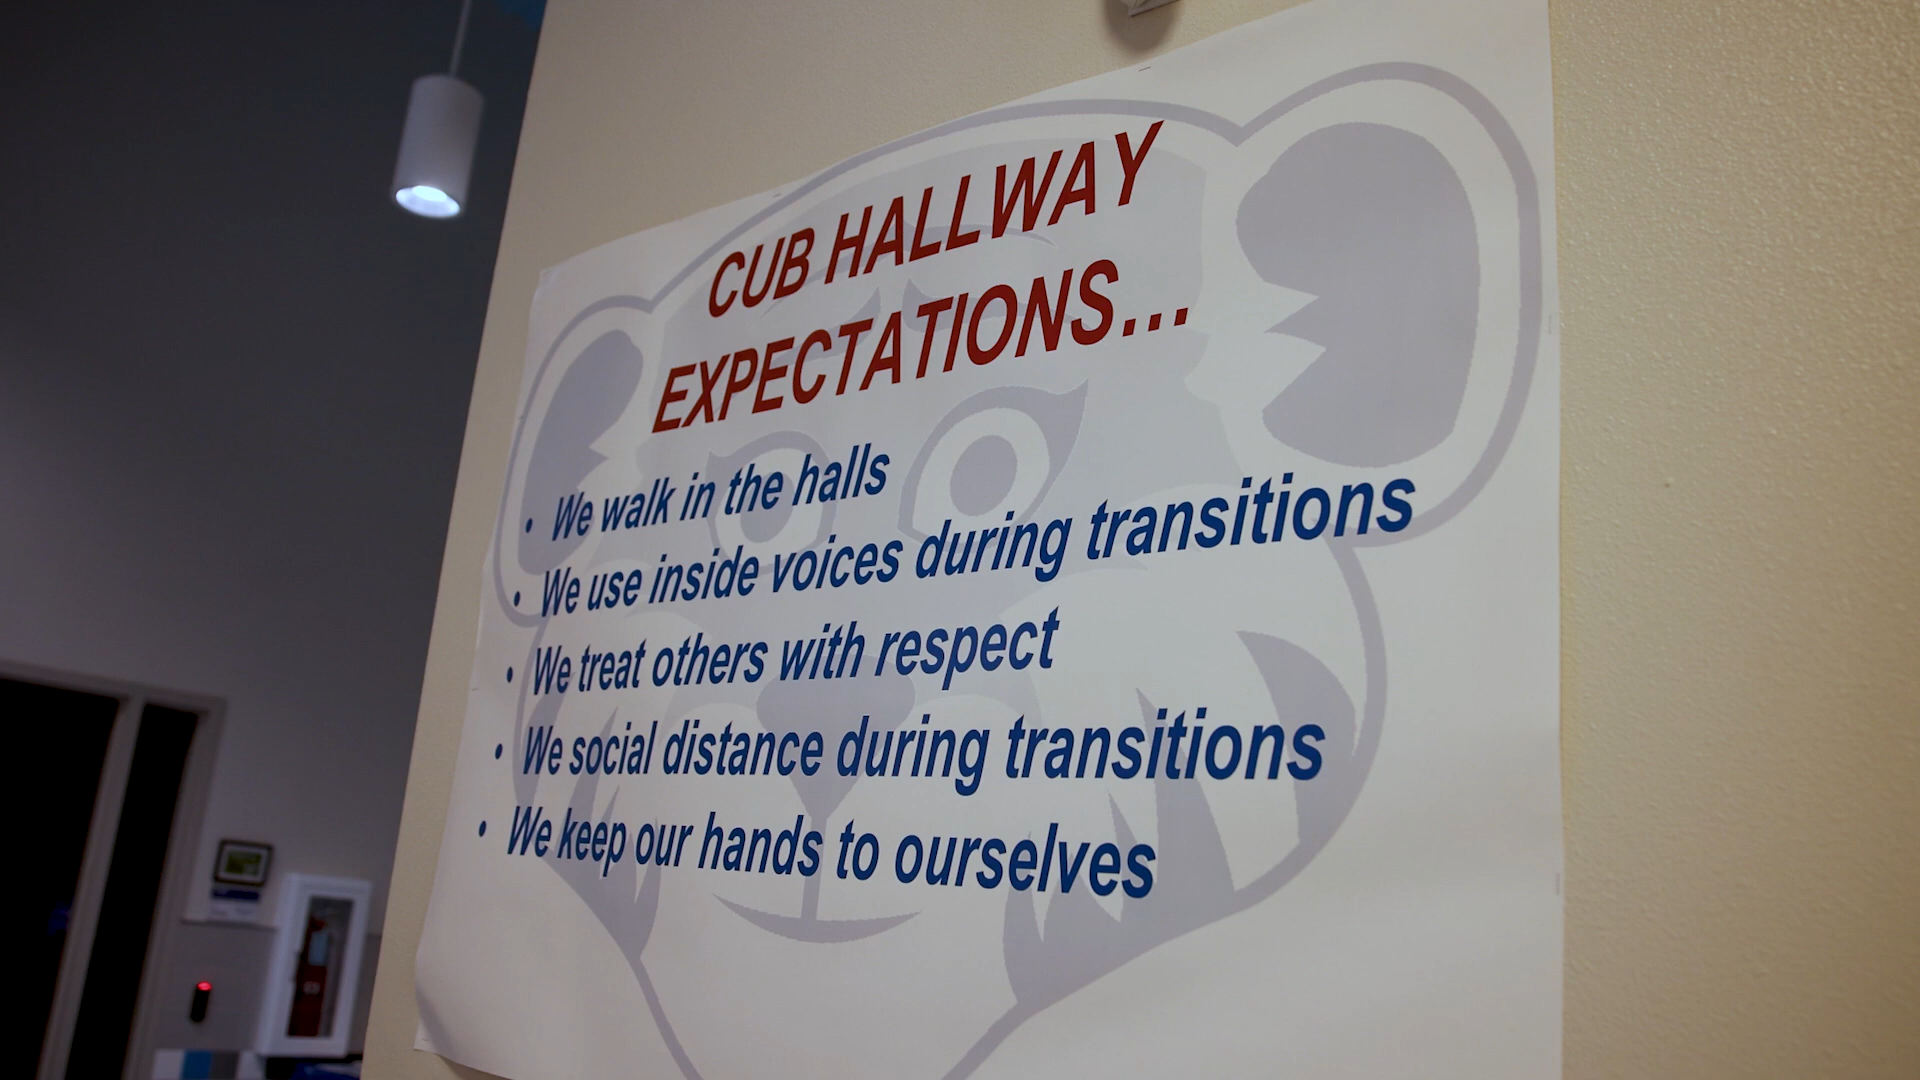 CUB HALLWAY
EXPECTATIONS...
• We walk in the halls
• We use inside voices during transitions
• We treat others with respect
• We social distance during transitions
• We keep our hands to ourselves